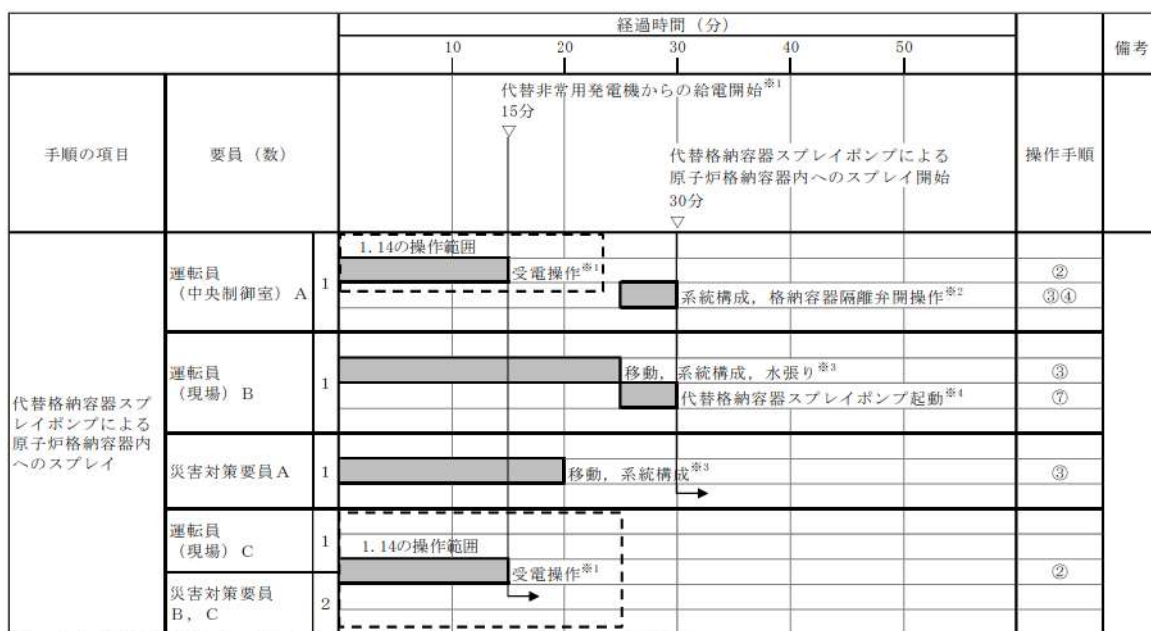 経過時間（分）
10 20 30 40 50
備考
手順の項目
要員（数）
操作手順
代替非常用発電機からの給電開始※1
15分
▽
代替格納容器スプレイポンプによる
原子炉格納容器内へのスプレイ開始
30分
▽
代替格納容器スプ
レイポンプによる
原子炉格納容器内
へのスプレイ
運転員
（中央制御室）A
1
1.14の操作範囲
受電操作※1
②
系統構成，格納容器隔離弁開操作※2
③④
運転員
（現場）B
1
移動，系統構成，水張り※3
③
代替格納容器スプレイポンプ起動※4
⑦
災害対策要員A
1
移動，系統構成※3
③
運転員
（現場）C
1
1.14の操作範囲
受電操作※1
②
災害対策要員
B，C
2